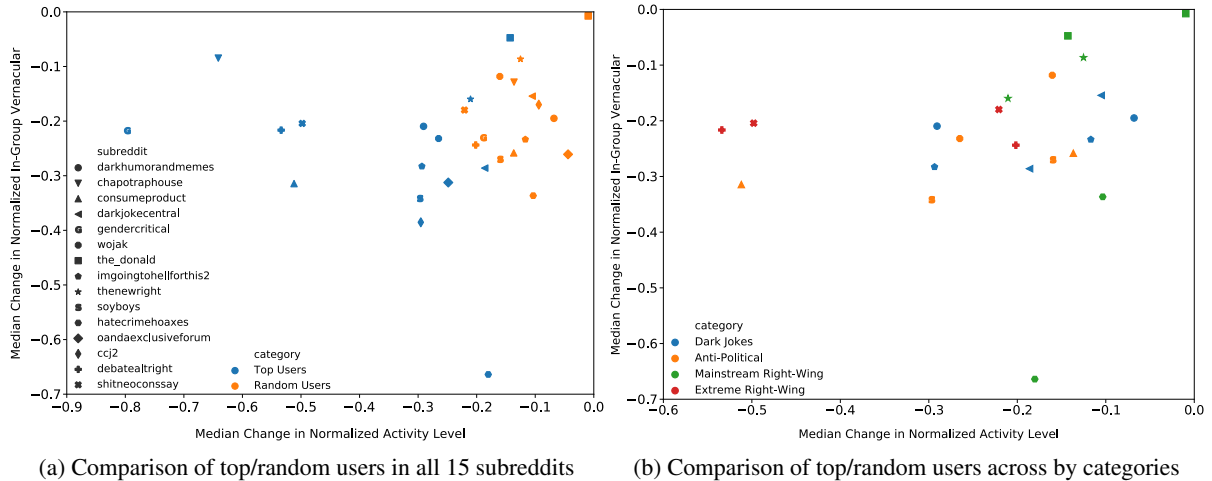 0.0
−0.1
−0.2
−0.3
−0.4
−0.5
−0.6
−0.7
Median Change in Normalized In-Group Vernacular
subreddit
darkhumorandmemes
chapotraphouse
consumeproduct
darkjokecentral
gendercritical
wojak
the_donald
imgoingtohellforthis2
thenewright
soyboys
hatecrimehoaxes
oandaexclusiveforum
ccj2
debatealtright
shitneoconssay
category
Top Users
Random Users
−0.9 −0.8 −0.7 −0.6 −0.5 −0.4 −0.3 −0.2 −0.1 0.0
Median Change in Normalized Activity Level
(a) Comparison of top/random users in all 15 subreddits
0.0
−0.1
−0.2
−0.3
−0.4
−0.5
−0.6
−0.7
Median Change in Normalized In-Group Vernacular
category
Dark Jokes
Anti-Political
Mainstream Right-Wing
Extreme Right-Wing
−0.6 −0.5 −0.4 −0.3 −0.2 −0.1 0.0
Median Change in Normalized Activity Level
(b) Comparison of top/random users across by categories